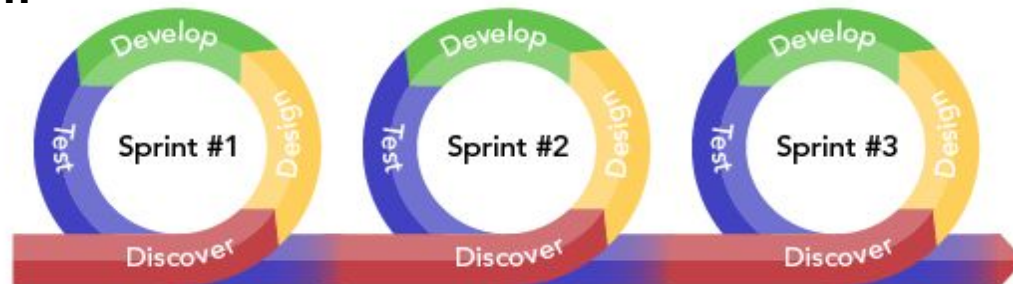 Develop
Design
Test
Sprint #1
Discover
Develop
Design
Test
Sprint #2
Discover
Develop
Design
Test
Sprint #3
Discover